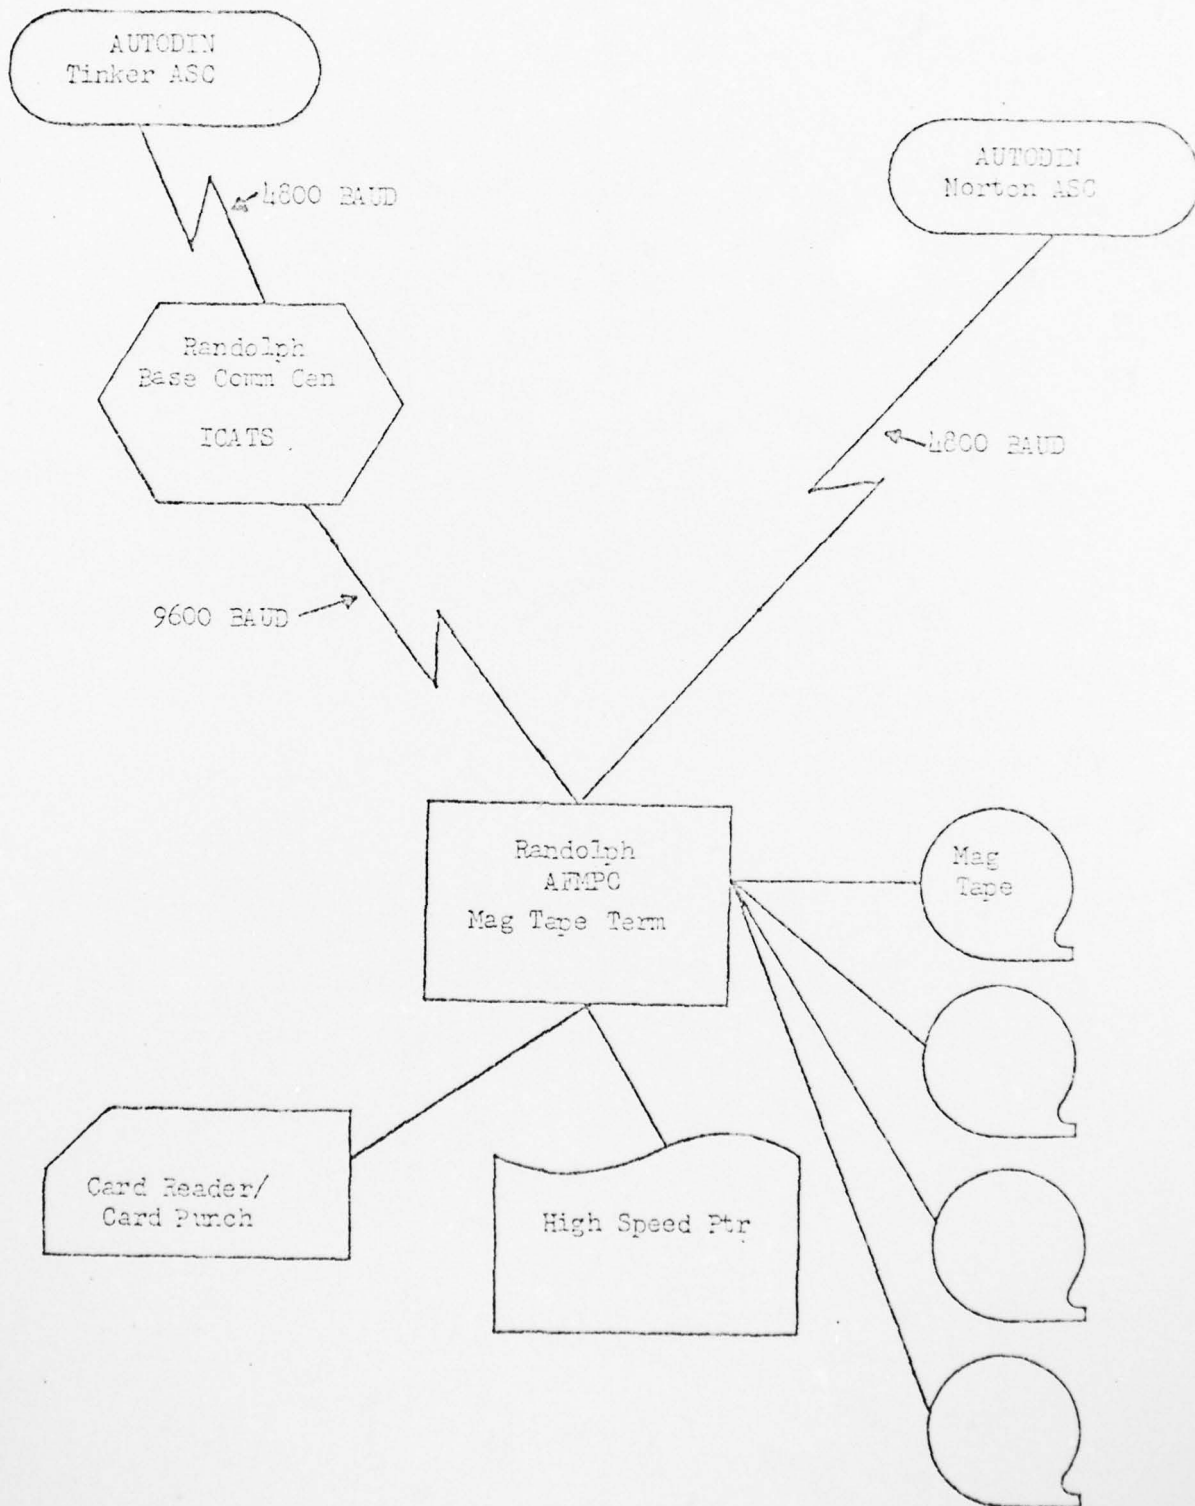 AUTODIN
Tinker ASC
4800 BAUD
AUTODIN
Norton ASC
Randolph
Base Comm Cen
ICATS
4800 BAUD
9600 BAUD
Randolph
AFMPC
Mag Tape Term
Mag
Tape
Card Reader/
Card Punch
High Speed Ptr